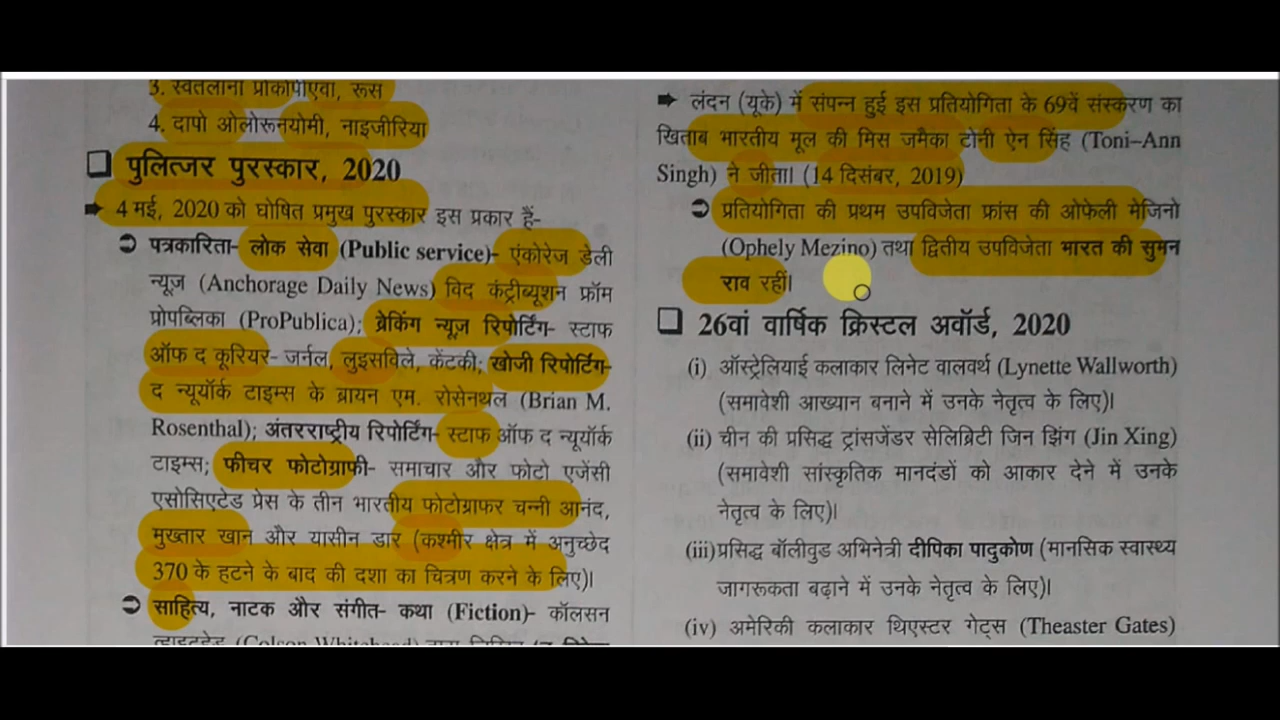 3. स्वेतलाना प्रोकोपीएवा, रूस
4. दापो ओलोरूनयोमी, नाइजीरिया
❑ पुलित्जर पुरस्कार, 2020
➨ 4 मई, 2020 को घोषित प्रमुख पुरस्कार इस प्रकार हैं-
➲ पत्रकारिता- लोक सेवा (Public service)- एंकोरेज डेली
न्यूज़ (Anchorage Daily News) विद कंट्रीब्यूशन फ्रॉम
प्रोपब्लिका (ProPublica); ब्रेकिंग न्यूज़ रिपोर्टिंग- स्टाफ
ऑफ द कूरियर- जर्नल, लुइसविले, केंटकी; खोजी रिपोर्टिंग-
द न्यूयॉर्क टाइम्स के ब्रायन एम. रोसेनथल (Brian M.
Rosenthal); अंतरराष्ट्रीय रिपोर्टिंग- स्टाफ ऑफ द न्यूयॉर्क
टाइम्स; फीचर फोटोग्राफी- समाचार और फोटो एजेंसी
एसोसिएटेड प्रेस के तीन भारतीय फोटोग्राफर चन्नी आनंद,
मुख्तार खान और यासीन डार (कश्मीर क्षेत्र में अनुच्छेद
370 के हटने के बाद की दशा का चित्रण करने के लिए)।
➲ साहित्य, नाटक और संगीत- कथा (Fiction)- कॉलसन
व्हाइटहेड (Colson Whitehead)
➨ लंदन (यूके) में संपन्न हुई इस प्रतियोगिता के 69वें संस्करण का
खिताब भारतीय मूल की मिस जमैका टोनी ऐन सिंह (Toni–Ann
Singh) ने जीता। (14 दिसंबर, 2019)
➲ प्रतियोगिता की प्रथम उपविजेता फ्रांस की ओफेली मेजिनो
(Ophely Mezino) तथा द्वितीय उपविजेता भारत की सुमन
राव रहीं।
❑ 26वां वार्षिक क्रिस्टल अवॉर्ड, 2020
(i) ऑस्ट्रेलियाई कलाकार लिनेट वालवर्थ (Lynette Wallworth)
(समावेशी आख्यान बनाने में उनके नेतृत्व के लिए)।
(ii) चीन की प्रसिद्ध ट्रांसजेंडर सेलिब्रिटी जिन झिंग (Jin Xing)
(समावेशी सांस्कृतिक मानदंडों को आकार देने में उनके
नेतृत्व के लिए)।
(iii) प्रसिद्ध बॉलीवुड अभिनेत्री दीपिका पादुकोण (मानसिक स्वास्थ्य
जागरूकता बढ़ाने में उनके नेतृत्व के लिए)।
(iv) अमेरिकी कलाकार थिएस्टर गेट्स (Theaster Gates)